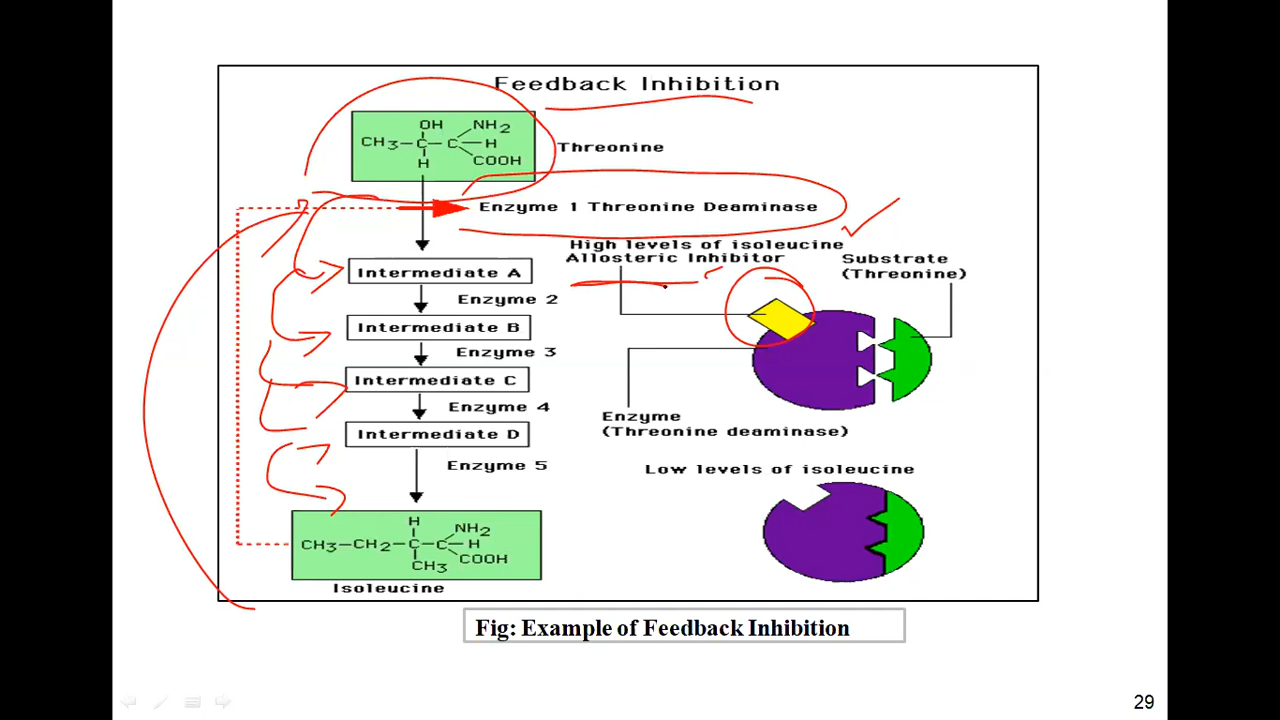 Feedback Inhibition
OH NH2
CH3—C—C—H
H COOH
Threonine
Enzyme 1 Threonine Deaminase
Intermediate A
Enzyme 2
Intermediate B
Enzyme 3
Intermediate C
Enzyme 4
Intermediate D
Enzyme 5
H NH2
CH3—CH2—C—C—H
CH3 COOH
Isoleucine
High levels of isoleucine
Allosteric Inhibitor
Substrate
(Threonine)
Enzyme
(Threonine deaminase)
Low levels of isoleucine
Fig: Example of Feedback Inhibition
29